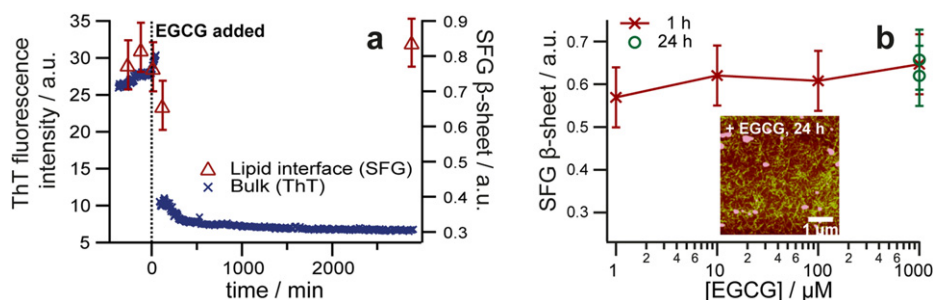 a
EGCG added
ThT fluorescence
intensity / a.u.
35
30
25
20
15
10
5
0.9
0.8
0.7
0.6
0.5
0.4
0.3
SFG β-sheet / a.u.
Lipid interface (SFG)
Bulk (ThT)
0
1000
2000
time / min
b
1 h
24 h
SFG β-sheet / a.u.
0.7
0.6
0.5
0.3
+ EGCG, 24 h
1 µm
1
2
4
6
10
2
4
6
100
2
4
6
1000
[EGCG] / µM